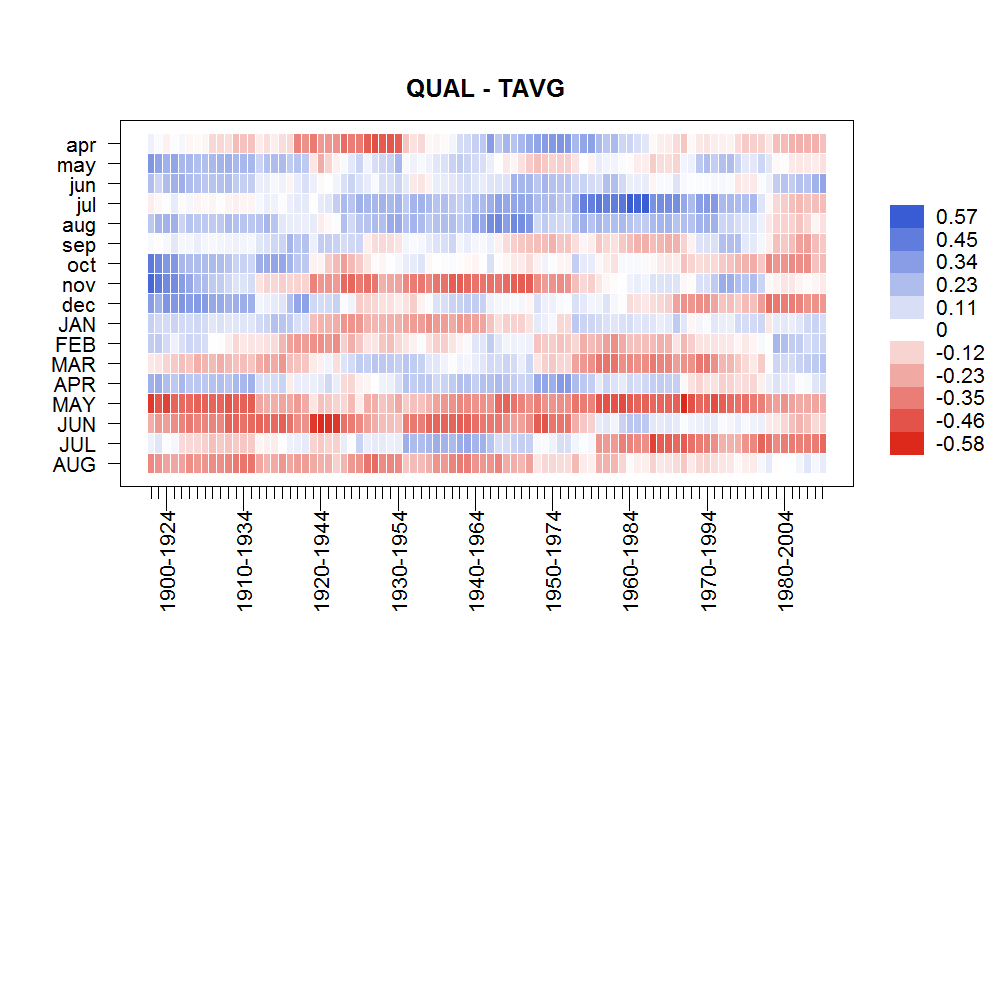 QUAL - TAVG
apr
may
jun
jul
aug
sep
oct
nov
dec
JAN
FEB
MAR
APR
MAY
JUN
JUL
AUG
1900-1924
1910-1934
1920-1944
1930-1954
1940-1964
1950-1974
1960-1984
1970-1994
1980-2004
0.57
0.45
0.34
0.23
0.11
0
-0.12
-0.23
-0.35
-0.46
-0.58